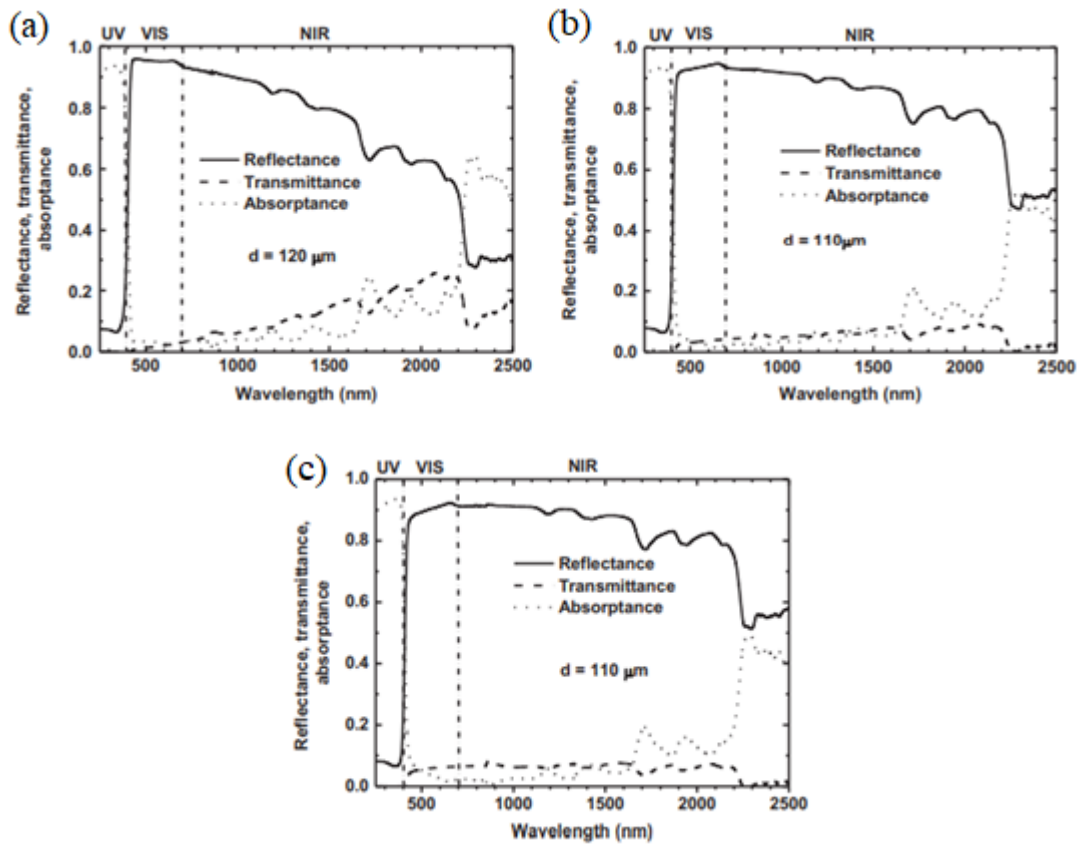 (a)
UV VIS NIR
1.0
0.8
0.6
0.4
0.2
0.0
Reflectance, transmittance,
absorptance
Reflectance
Transmittance
Absorptance
d = 120 μm
500 1000 1500 2000 2500
Wavelength (nm)
(b)
UV VIS NIR
1.0
0.8
0.6
0.4
0.2
0.0
Reflectance, transmittance,
absorptance
Reflectance
Transmittance
Absorptance
d = 110μm
500 1000 1500 2000 2500
Wavelength (nm)
(c)
UV VIS NIR
1.0
0.8
0.6
0.4
0.2
0.0
Reflectance, transmittance,
absorptance
Reflectance
Transmittance
Absorptance
d = 110 μm
500 1000 1500 2000 2500
Wavelength (nm)